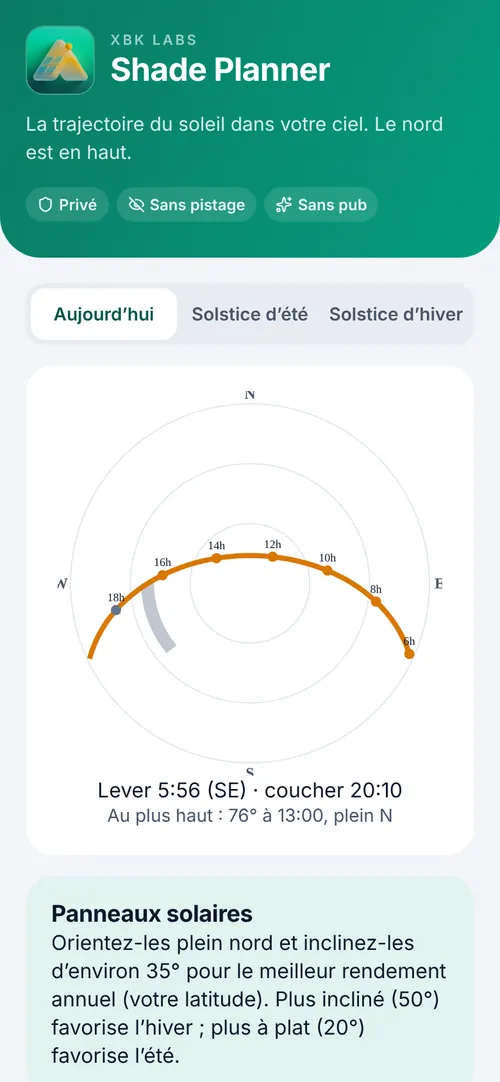 XBK LABS
Shade Planner
La trajectoire du soleil dans votre ciel. Le nord
est en haut.
Privé
Sans pistage
Sans pub
Aujourd’hui
Solstice d’été
Solstice d’hiver
N
14h
12h
16h
10h
W
E
8h
18h
6h
S
Lever 5:56 (SE) · coucher 20:10
Au plus haut : 76° à 13:00, plein N
Panneaux solaires
Orientez-les plein nord et inclinez-les
d’environ 35° pour le meilleur rendement
annuel (votre latitude). Plus incliné (50°)
favorise l’hiver ; plus à plat (20°)
favorise l’été.